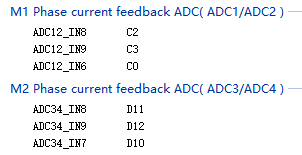 M1 Phase current feedback ADC( ADC1/ADC2 )
ADC12_IN8 C2
ADC12_IN9 C3
ADC12_IN6 C0
M2 Phase current feedback ADC( ADC3/ADC4 )
ADC34_IN8 D11
ADC34_IN9 D12
ADC34_IN7 D10